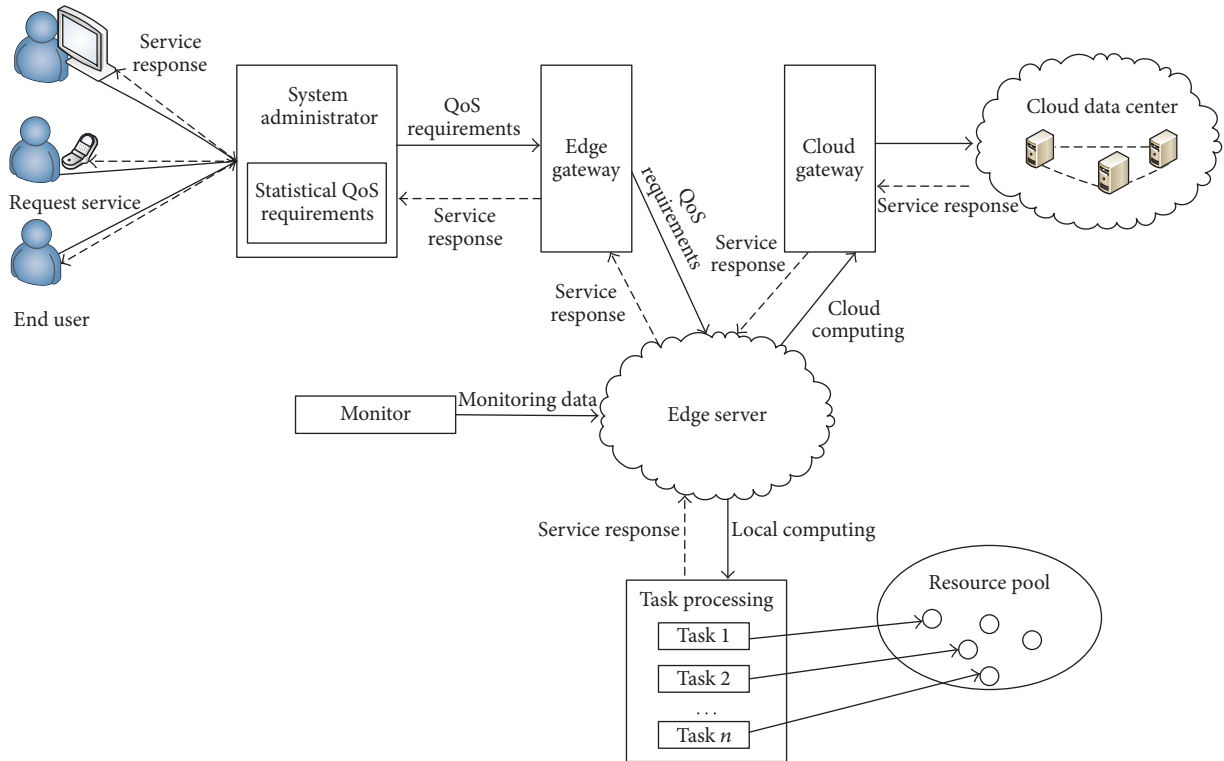 Service
response
Request service
End user
System
administrator
Statistical QoS
requirements
QoS
requirements
Service
response
Edge
gateway
QoS
requirements
Service
response
Cloud
gateway
Service
response
Cloud
computing
Cloud data center
Service response
Monitor
Monitoring data
Edge server
Service response
Local computing
Task processing
Task 1
Task 2
...
Task n
Resource pool